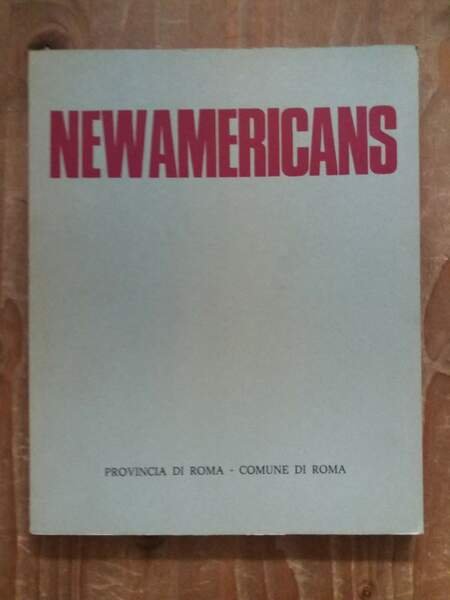 NEWAMERICANS
PROVINCIA DI ROMA - COMUNE DI ROMA